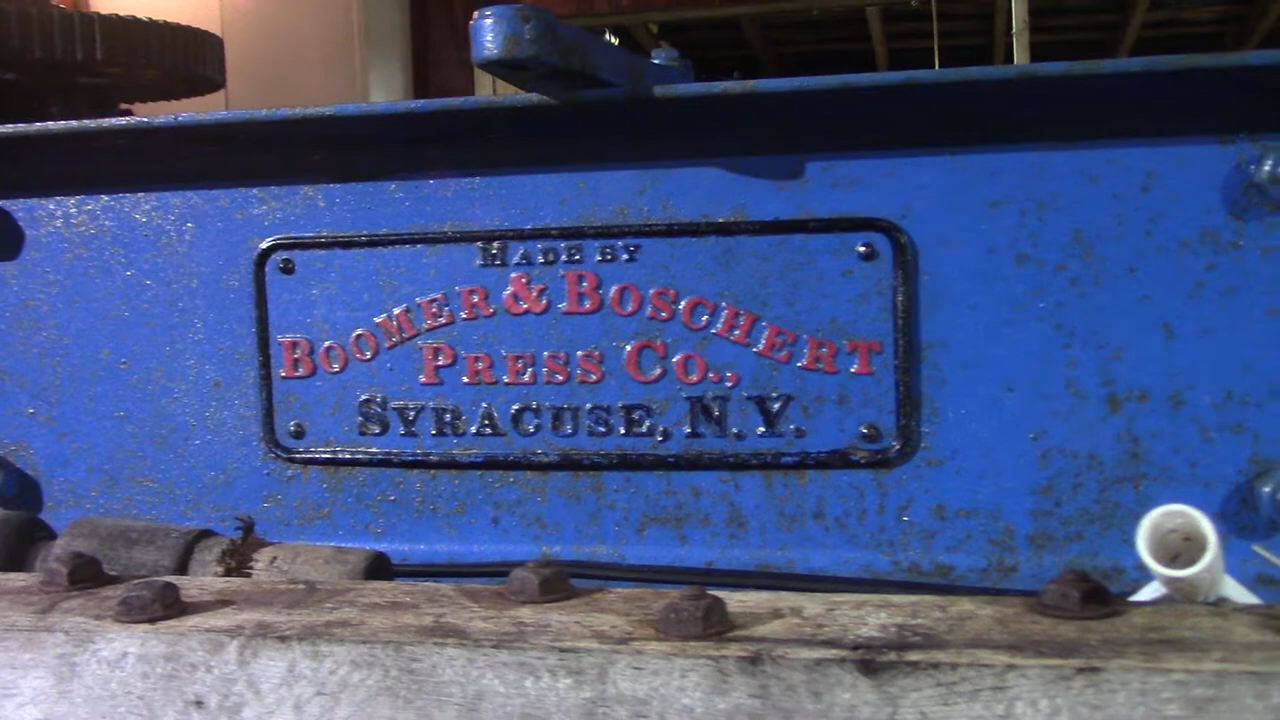 MADE BY
BOOMER & BOSCHERT
PRESS CO.,
SYRACUSE, N.Y.